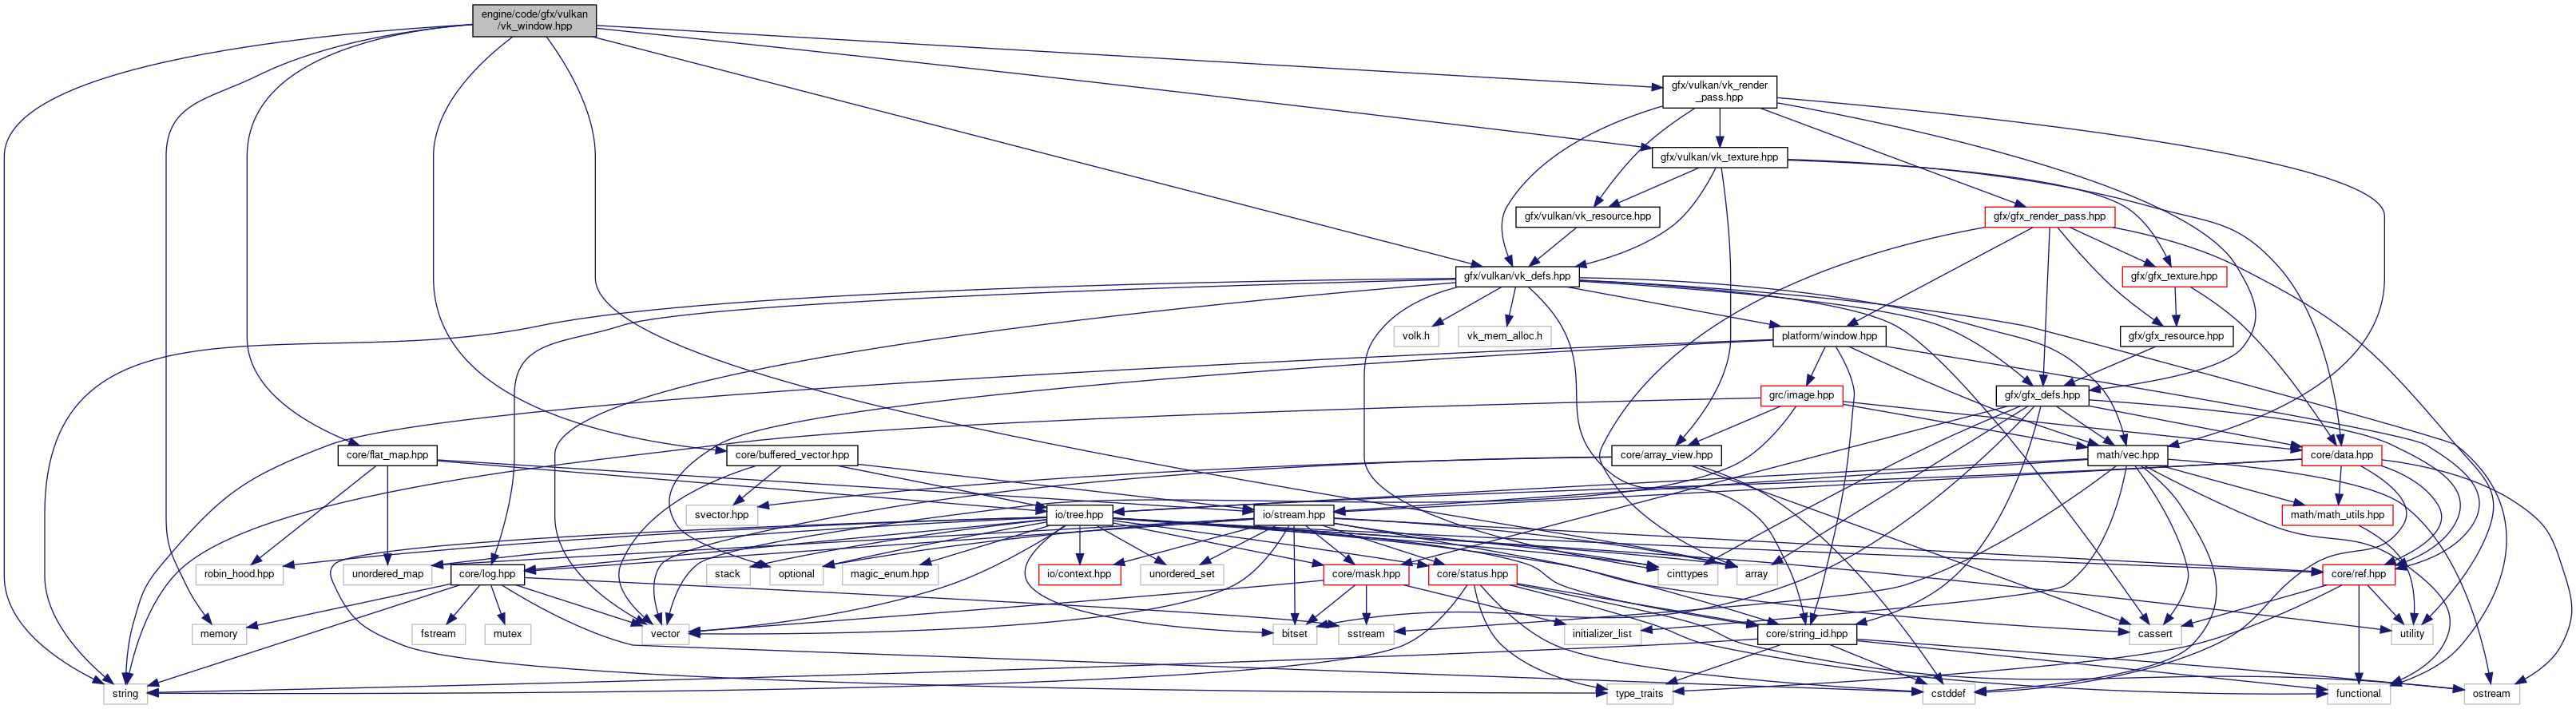 engine/code/gfx/vulkan
/vk_window.hpp
gfx/vulkan/vk_render
_pass.hpp
gfx/vulkan/vk_texture.hpp
gfx/vulkan/vk_resource.hpp
gfx/gfx_render_pass.hpp
gfx/vulkan/vk_defs.hpp
gfx/gfx_texture.hpp
volk.h
vk_mem_alloc.h
platform/window.hpp
gfx/gfx_resource.hpp
grc/image.hpp
gfx/gfx_defs.hpp
core/flat_map.hpp
core/buffered_vector.hpp
core/array_view.hpp
math/vec.hpp
core/data.hpp
svector.hpp
io/tree.hpp
io/stream.hpp
math/math_utils.hpp
robin_hood.hpp
unordered_map
core/log.hpp
stack
optional
magic_enum.hpp
io/context.hpp
unordered_set
core/mask.hpp
core/status.hpp
cinttypes
array
core/ref.hpp
memory
fstream
mutex
vector
bitset
sstream
initializer_list
core/string_id.hpp
cassert
utility
string
type_traits
cstddef
functional
ostream